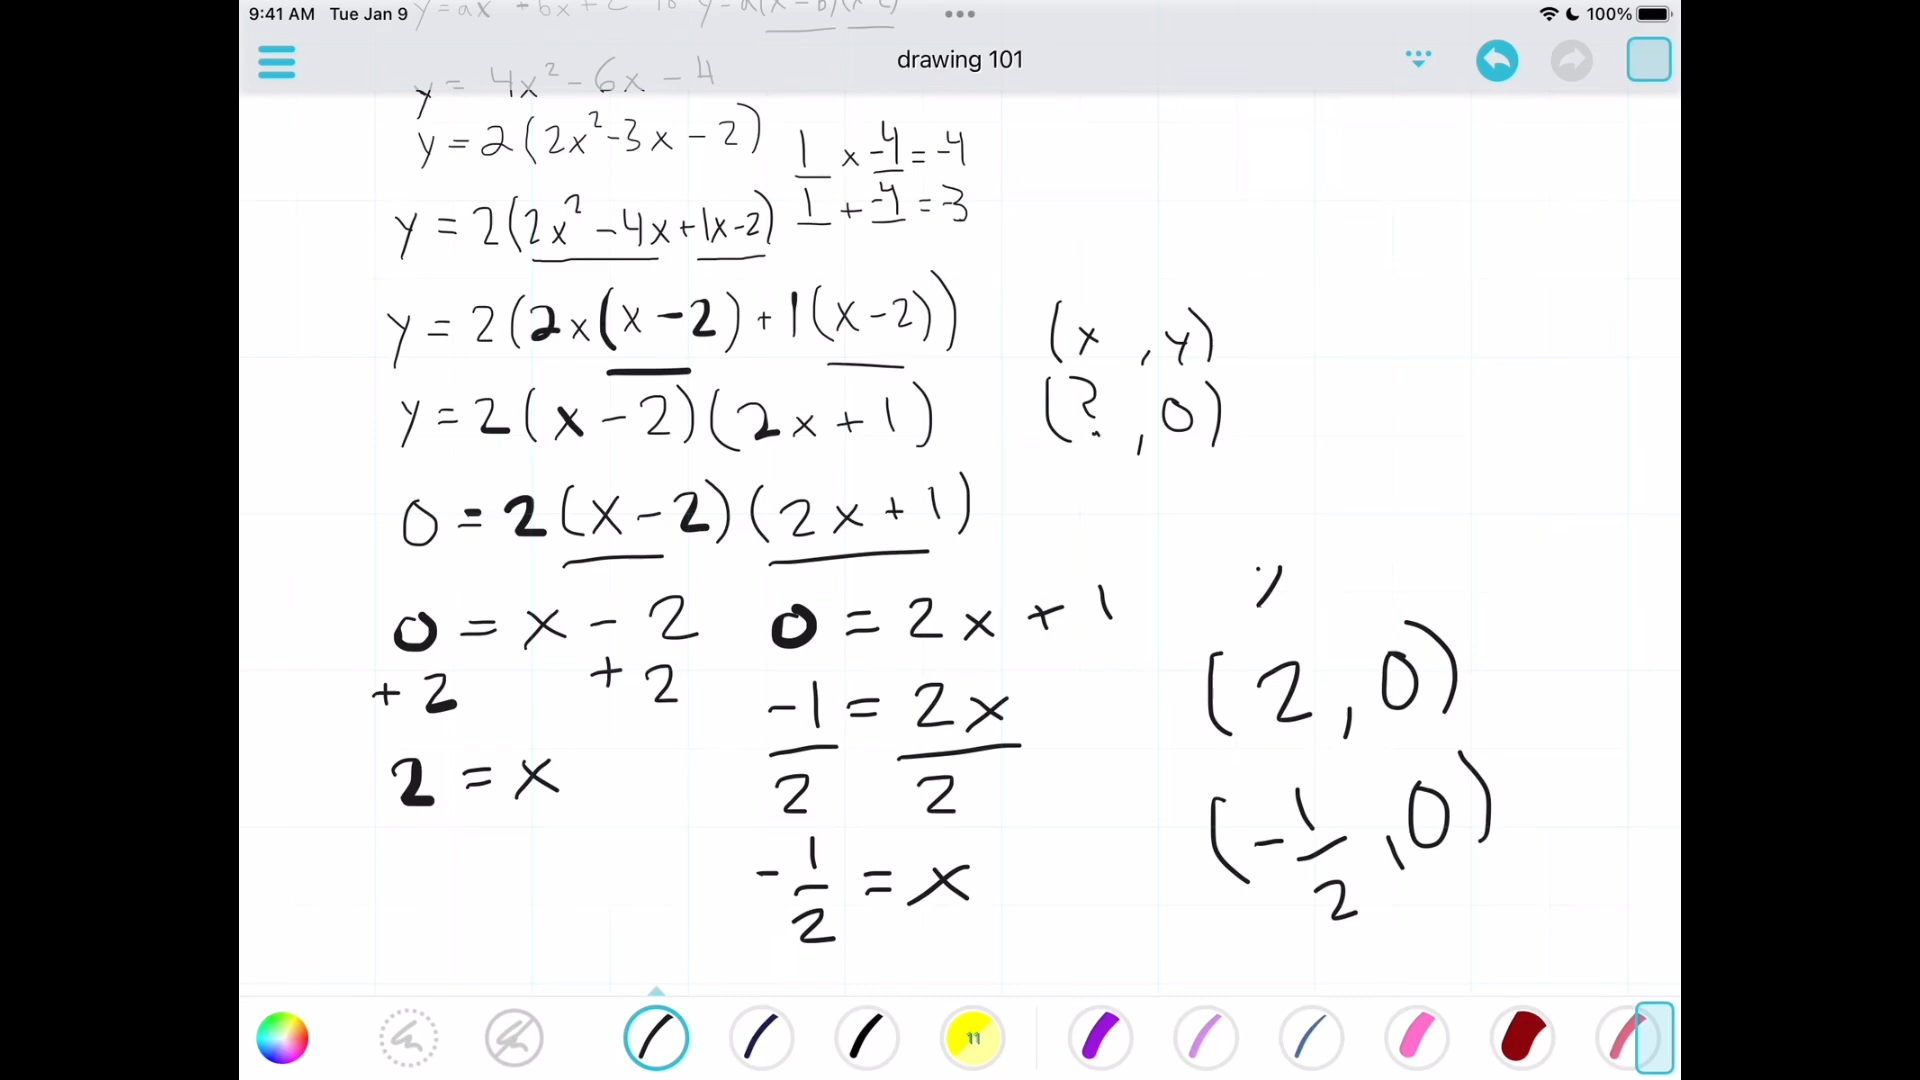 9:41 AM Tue Jan 9
100%
drawing 101
y = 4x² - 6x - 4
y = 2(2x² - 3x - 2)
1 x -4 = -4
1 + -4 = -3
y = 2(2x² - 4x + 1x - 2)
y = 2(2x(x - 2) + 1(x - 2))
(x , y)
y = 2(x - 2)(2x + 1)
(? , 0)
0 = 2(x - 2)(2x + 1)
0 = x - 2
+ 2 + 2
2 = x
0 = 2x + 1
-1 = 2x
2 2
- 1/2 = x
(2, 0)
(- 1/2, 0)
11